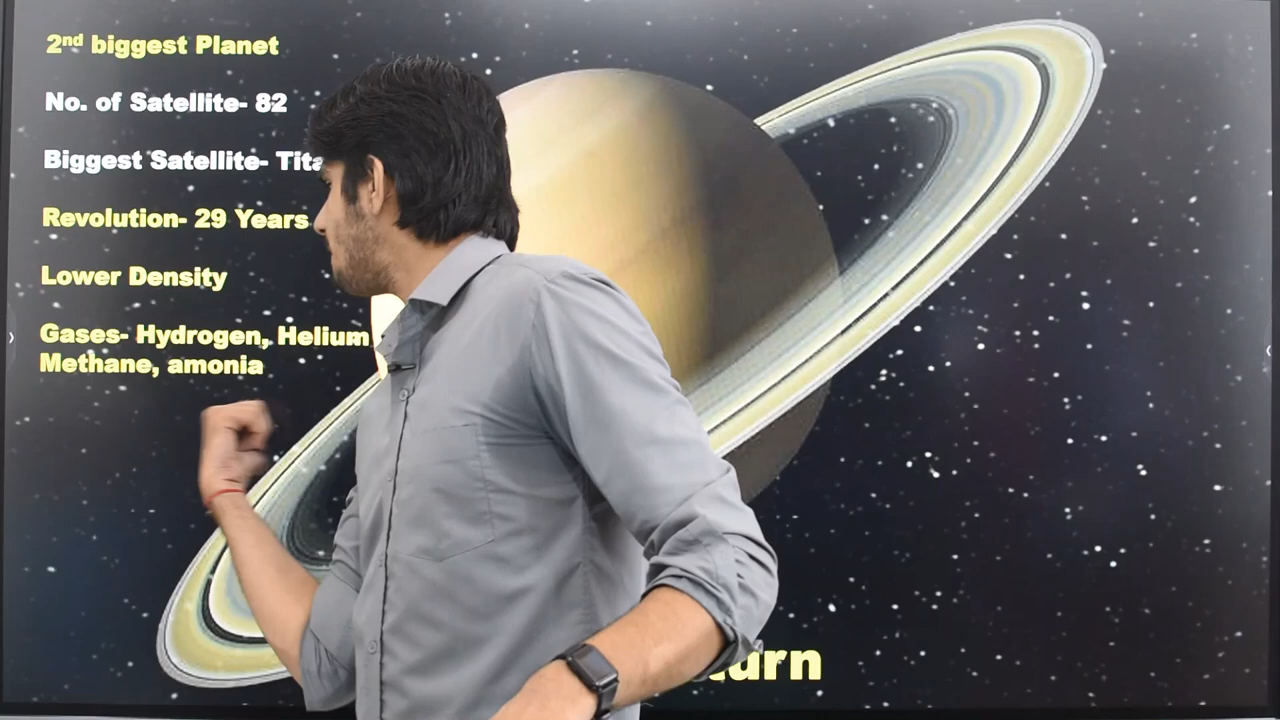 2nd biggest Planet
No. of Satellite- 82
Biggest Satellite-
Revolution- 29 Years
Lower Density
Gases- Hydrogen, Helium
Methane, amonia